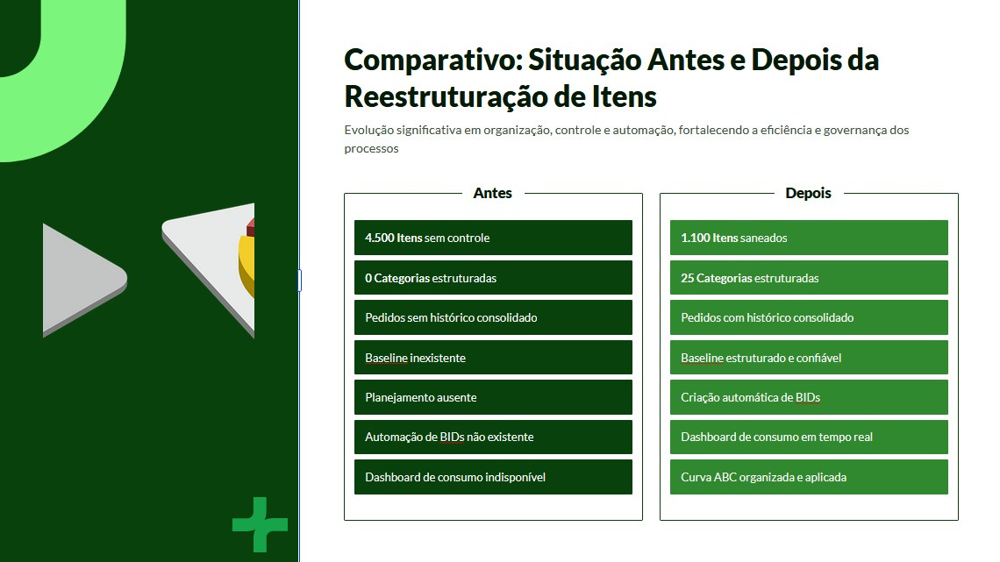 Comparativo: Situação Antes e Depois da
Reestruturação de Itens
Evolução significativa em organização, controle e automação, fortalecendo a eficiência e governança dos
processos
Antes
4.500 Itens sem controle
0 Categorias estruturadas
Pedidos sem histórico consolidado
Baseline inexistente
Planejamento ausente
Automação de BIDs não existente
Dashboard de consumo indisponível
Depois
1.100 Itens saneados
25 Categorias estruturadas
Pedidos com histórico consolidado
Baseline estruturado e confiável
Criação automática de BIDs
Dashboard de consumo em tempo real
Curva ABC organizada e aplicada